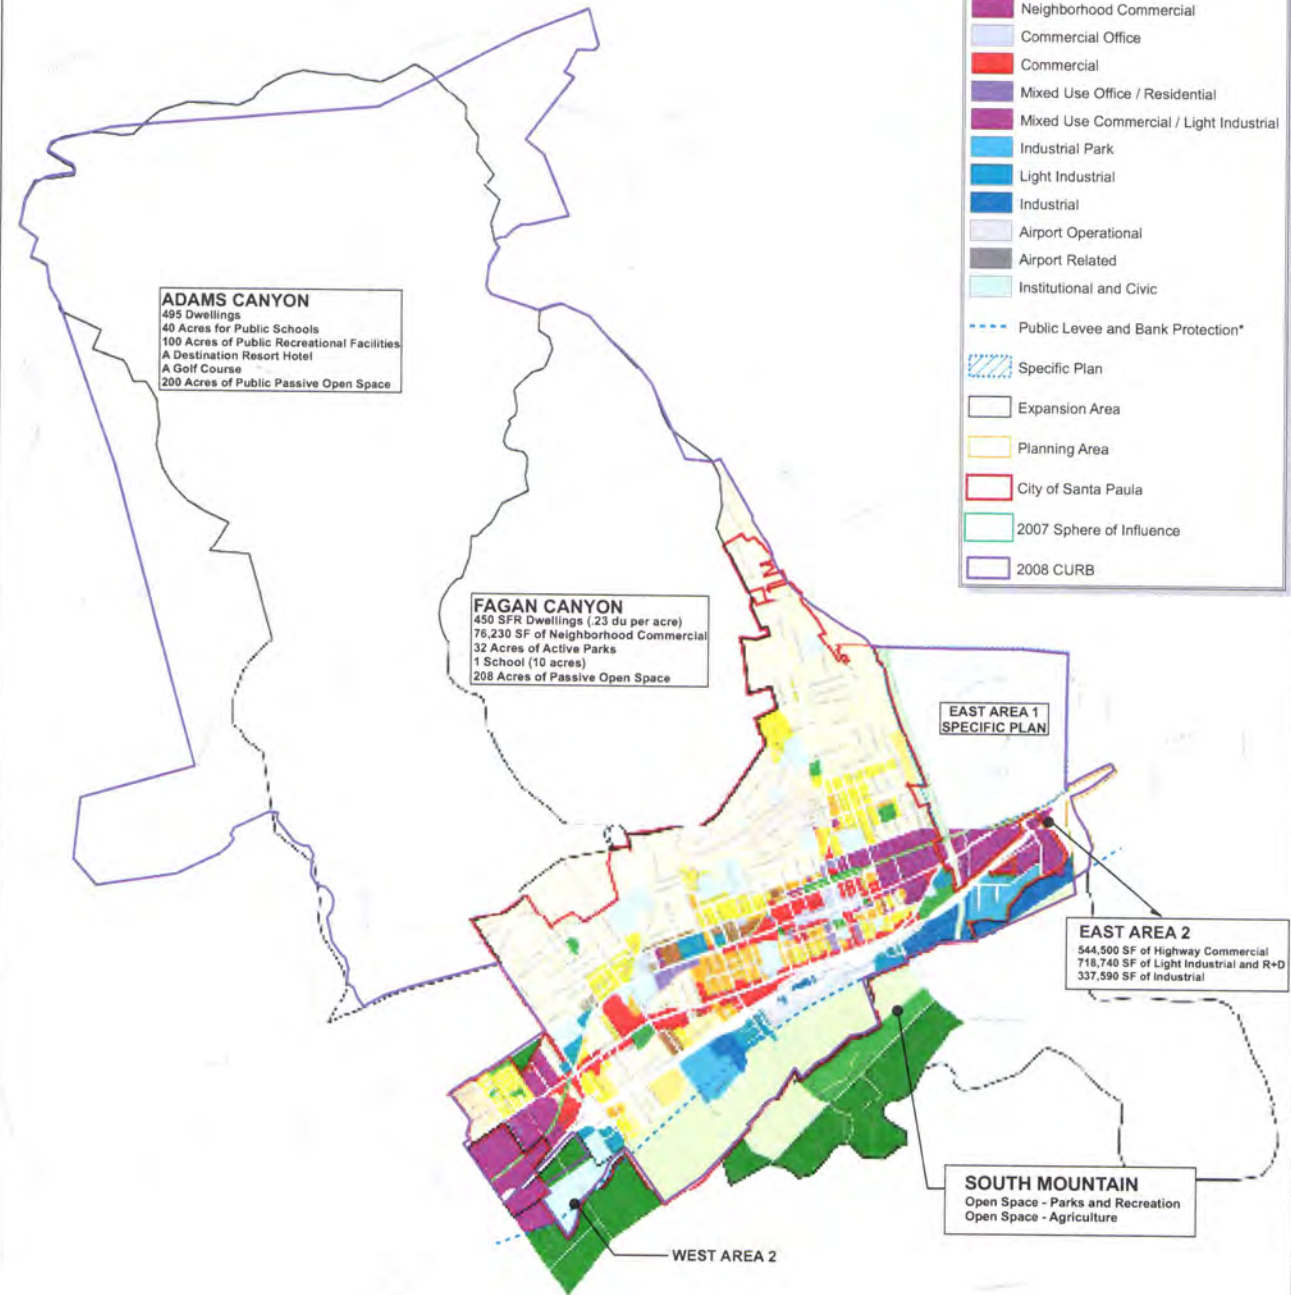 Neighborhood Commercial
Commercial Office
Commercial
Mixed Use Office / Residential
Mixed Use Commercial / Light Industrial
Industrial Park
Light Industrial
Industrial
Airport Operational
Airport Related
Institutional and Civic
Public Levee and Bank Protection*
Specific Plan
Expansion Area
Planning Area
City of Santa Paula
2007 Sphere of Influence
2008 CURB
ADAMS CANYON
495 Dwellings
40 Acres for Public Schools
100 Acres of Public Recreational Facilities
A Destination Resort Hotel
A Golf Course
200 Acres of Public Passive Open Space
FAGAN CANYON
450 SFR Dwellings (.23 du per acre)
76,230 SF of Neighborhood Commercial
32 Acres of Active Parks
1 School (10 acres)
208 Acres of Passive Open Space
EAST AREA 1
SPECIFIC PLAN
EAST AREA 2
544,500 SF of Highway Commercial
718,740 SF of Light Industrial and R+D
337,590 SF of Industrial
SOUTH MOUNTAIN
Open Space - Parks and Recreation
Open Space - Agriculture
WEST AREA 2